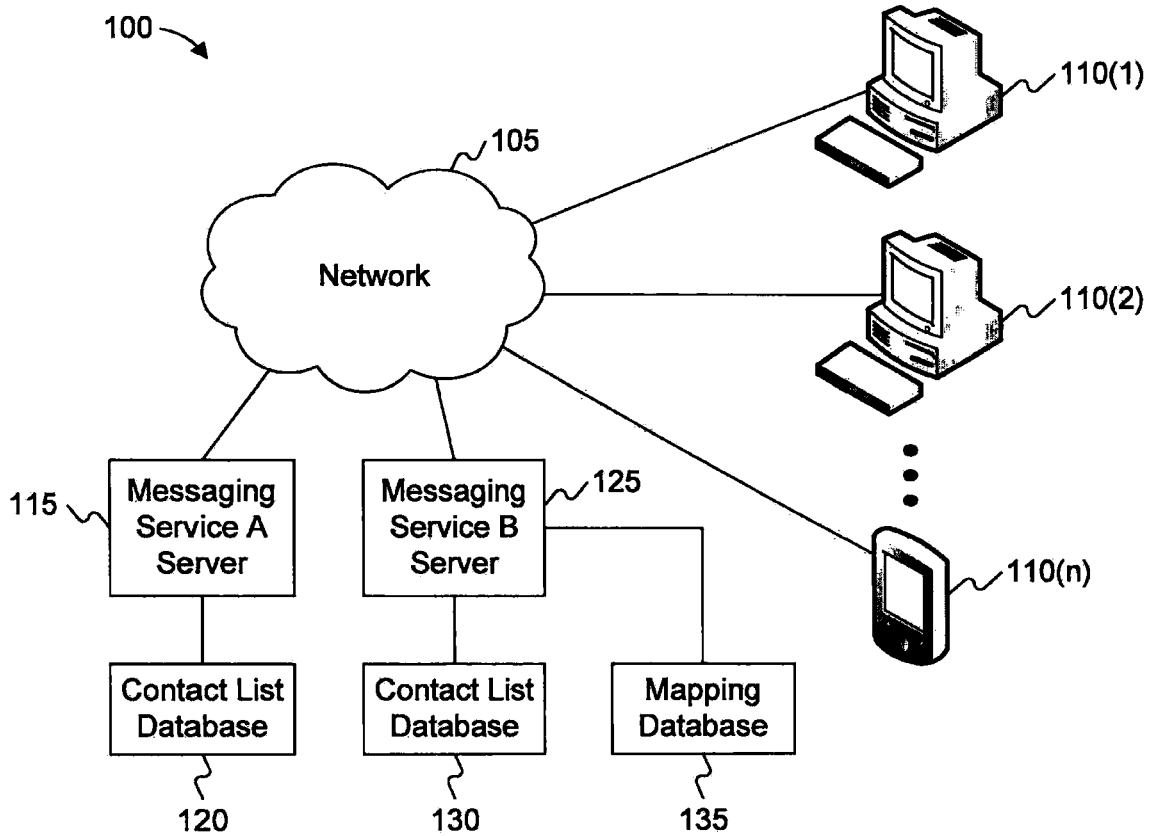 100
110(1)
105
Network
110(2)
115
Messaging
Service A
Server
Messaging
Service B
Server
125
110(n)
Contact List
Database
Contact List
Database
Mapping
Database
120
130
135